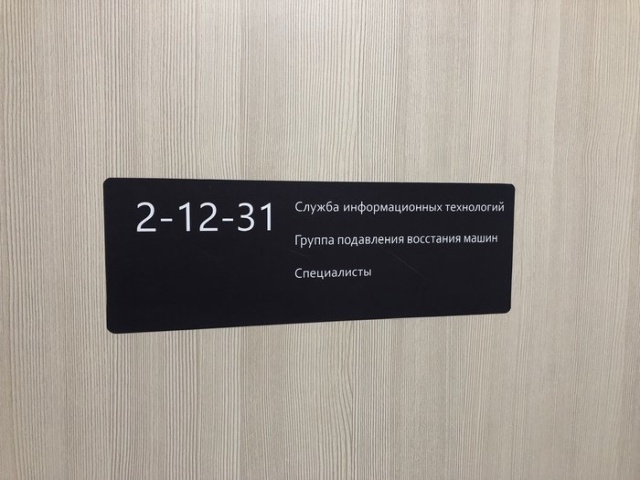 2-12-31
Служба информационных технологий
Группа подавления восстания машин
Специалисты